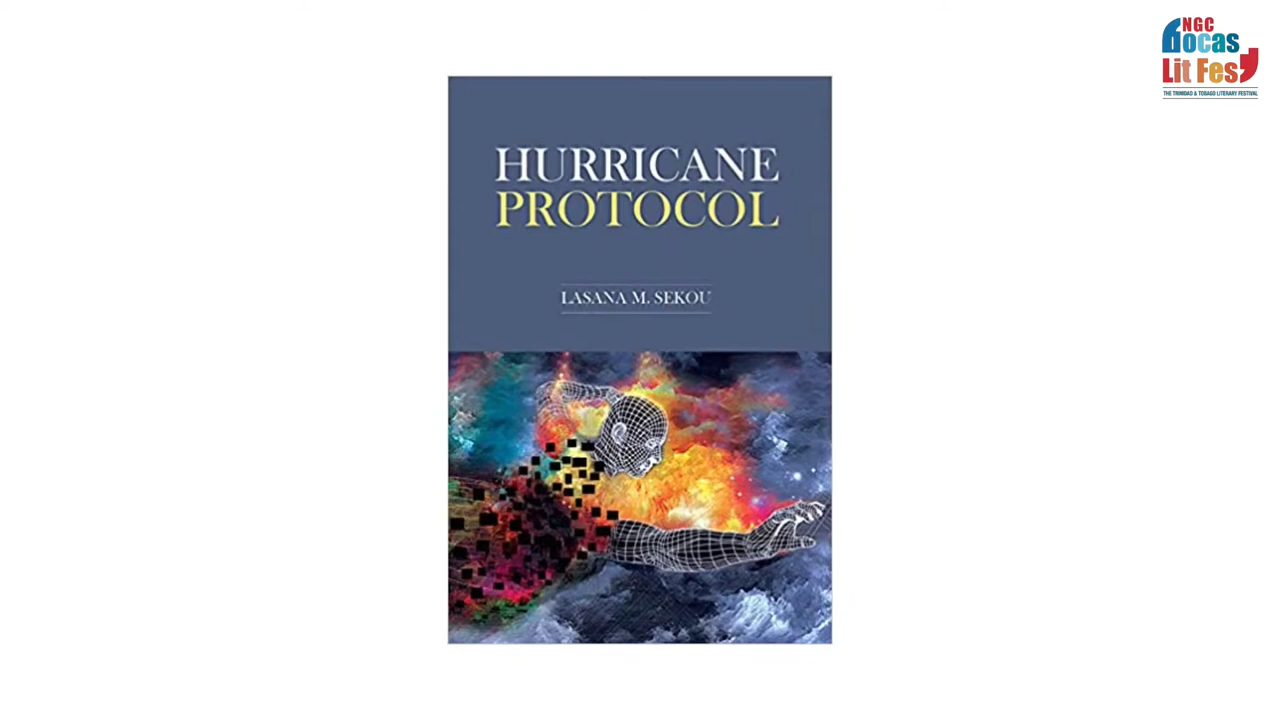 NGC
Bocas
Lit Fest
THE TRINIDAD & TOBAGO LITERARY FESTIVAL
HURRICANE
PROTOCOL
LASANA M. SEKOU